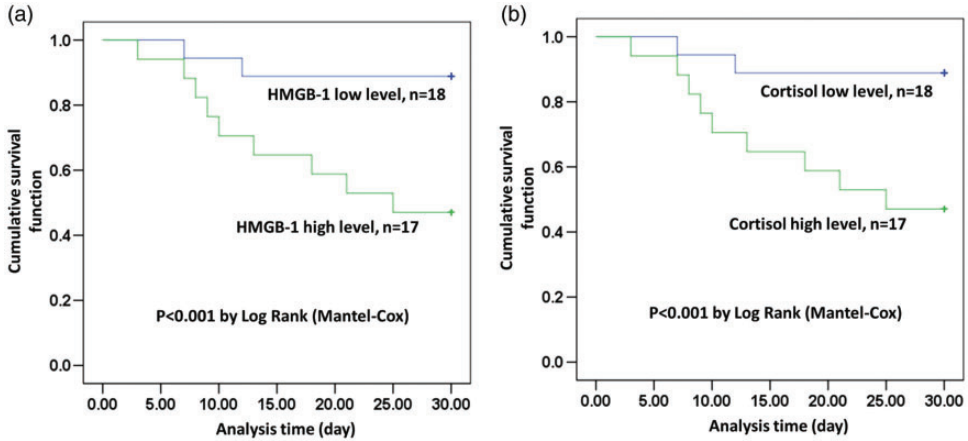 (a)
1.0
0.8
0.6
0.4
0.2
0.0
Cumulative survival
function
HMGB-1 low level, n=18
HMGB-1 high level, n=17
P<0.001 by Log Rank (Mantel-Cox)
0.00 5.00 10.00 15.00 20.00 25.00 30.00
Analysis time (day)
(b)
1.0
0.8
0.6
0.4
0.2
0.0
Cumulative survival
function
Cortisol low level, n=18
Cortisol high level, n=17
P<0.001 by Log Rank (Mantel-Cox)
0.00 5.00 10.00 15.00 20.00 25.00 30.00
Analysis time (day)